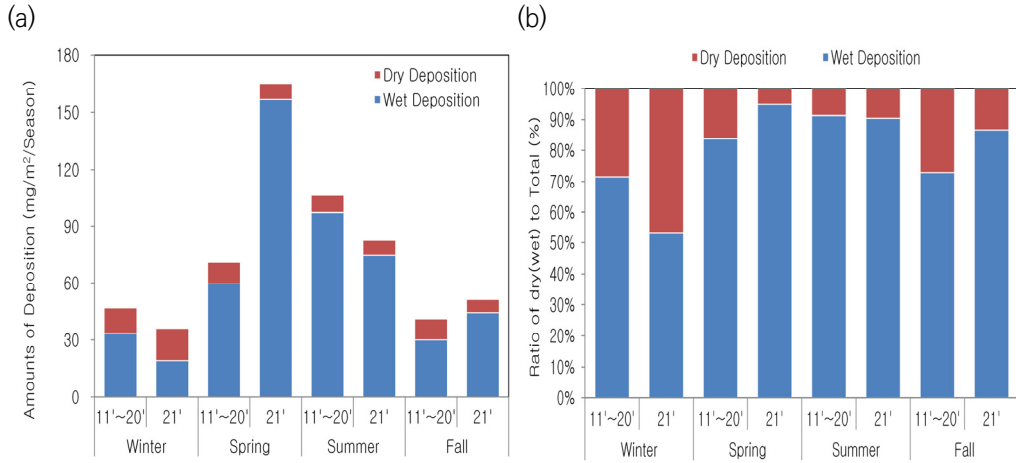 (a)
Amounts of Deposition (mg/m²/Season)
180
150
120
90
60
30
0
Dry Deposition
Wet Deposition
11'~20' 21' 11'~20' 21' 11'~20' 21' 11'~20' 21'
Winter Spring Summer Fall
(b)
Dry Deposition Wet Deposition
Ratio of dry(wet) to Total (%)
100%
90%
80%
70%
60%
50%
40%
30%
20%
10%
0%
11'~20' 21' 11'~20' 21' 11'~20' 21' 11'~20' 21'
Winter Spring Summer Fall